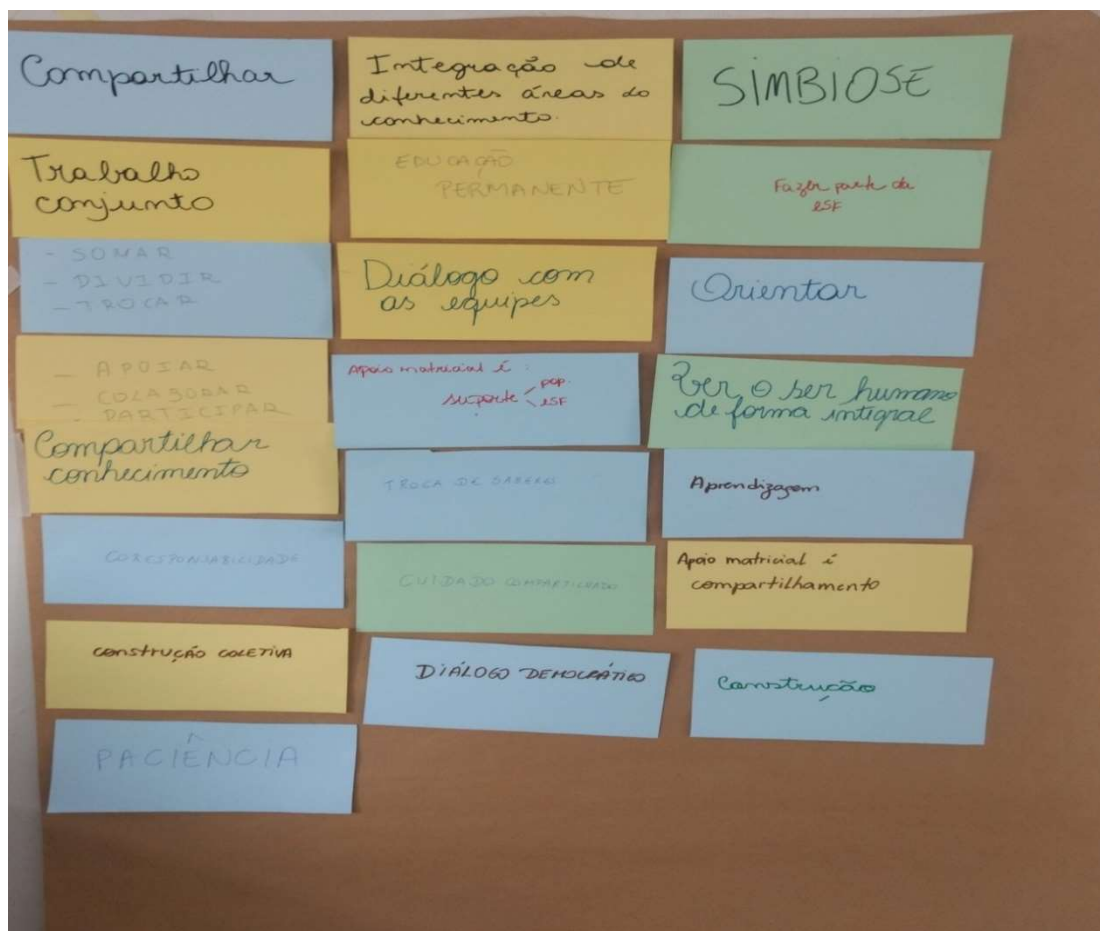 Compartilhar
Integração de
diferentes áreas do
conhecimento.
SIMBIOSE
Trabalho
conjunto
EDUCAÇÃO
PERMANENTE
Fazer parte da
ESF
- SOMAR
- DIVIDIR
- TROCAR
Diálogo com
as equipes
Orientar
- APOIAR
- COLABORAR
- PARTICIPAR
Apoio matricial é :
suporte < pop.
ESF
Ver o ser humano
de forma integral
Compartilhar
conhecimento
TROCA DE SABERES
Aprendizagem
CORESPONSABILIDADE
CUIDADO COMPARTILHADO
Apoio matricial é
compartilhamento
CONSTRUÇÃO COLETIVA
DIÁLOGO DEMOCRÁTICO
Construção
PACIÊNCIA